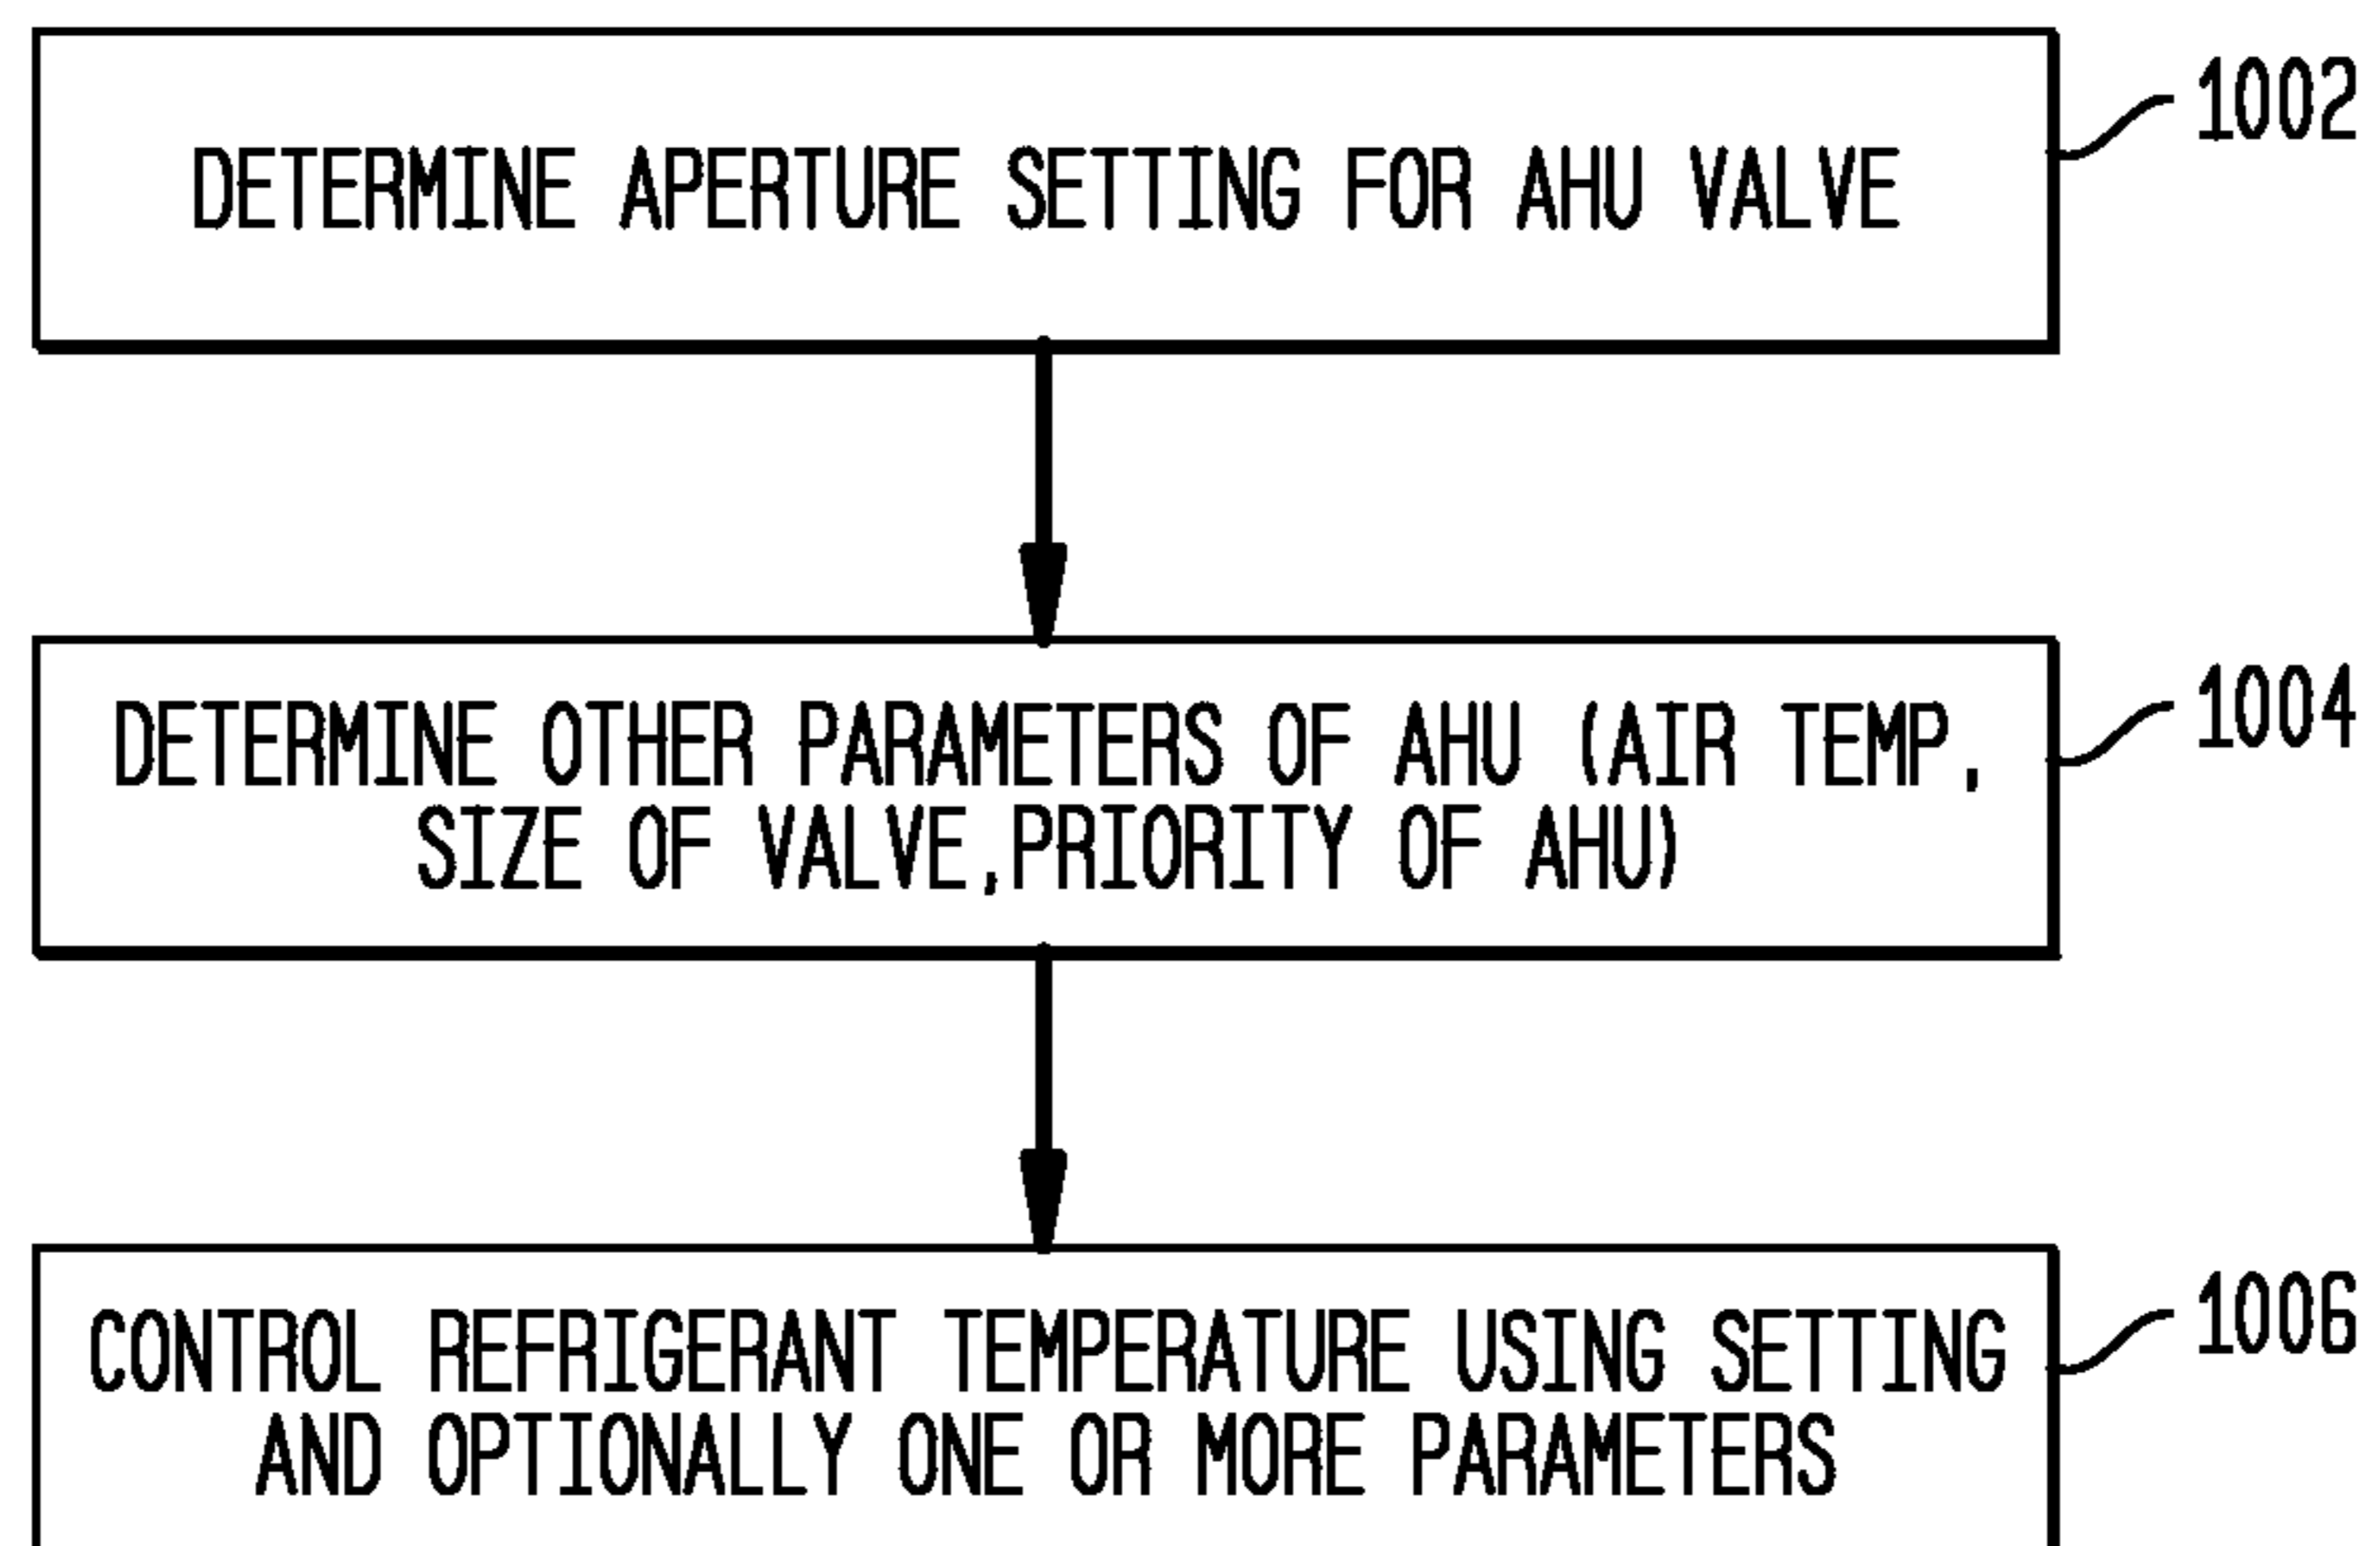 DETERMINE APERTURE SETTING FOR AHU VALVE
1002
DETERMINE OTHER PARAMETERS OF AHU (AIR TEMP,
SIZE OF VALVE,PRIORITY OF AHU)
1004
CONTROL REFRIGERANT TEMPERATURE USING SETTING
AND OPTIONALLY ONE OR MORE PARAMETERS
1006